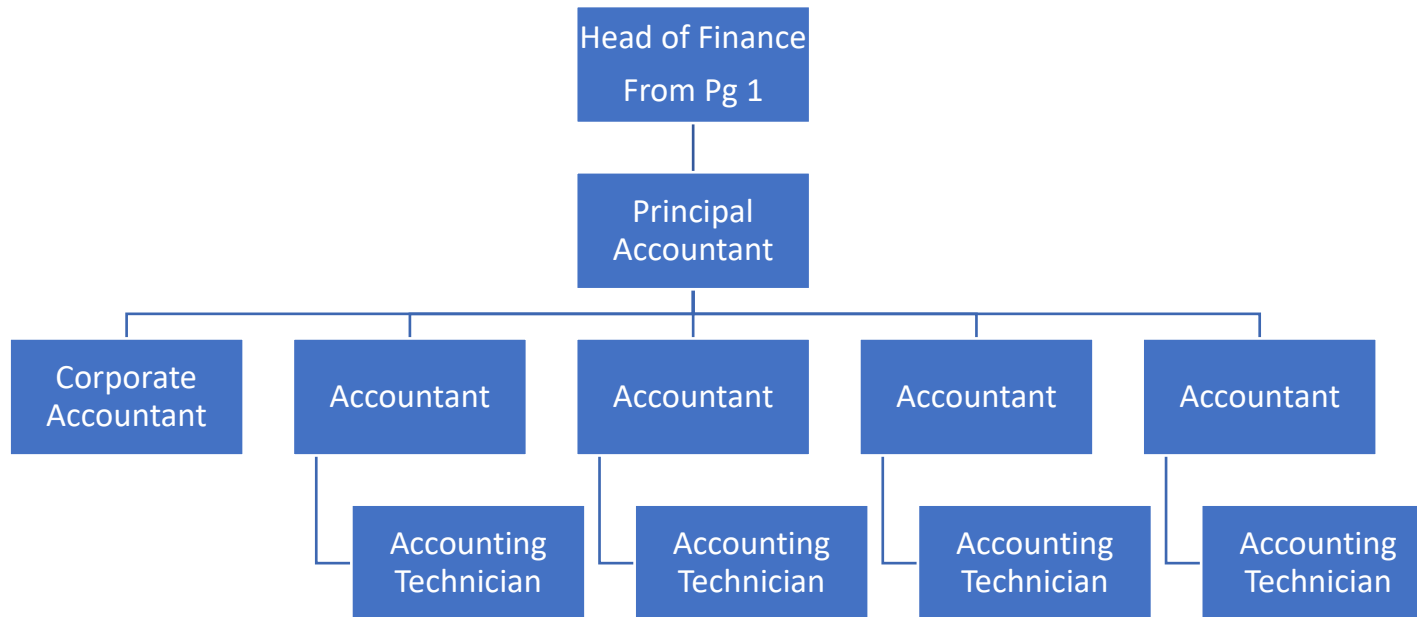 Head of Finance
From Pg 1
Principal
Accountant
Corporate
Accountant
Accountant
Accountant
Accountant
Accountant
Accounting
Technician
Accounting
Technician
Accounting
Technician
Accounting
Technician